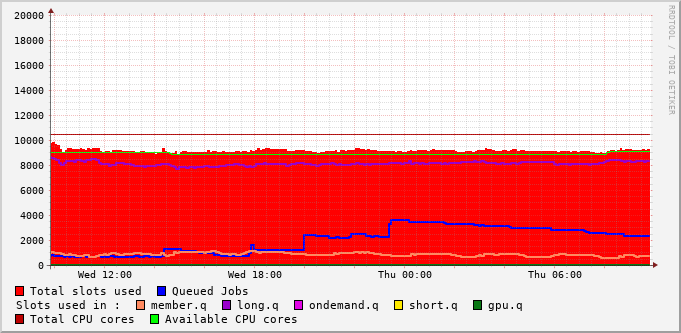 RRDTOOL / TOBI OETIKER
20000
18000
16000
14000
12000
10000
8000
6000
4000
2000
0
Wed 12:00 Wed 18:00 Thu 00:00 Thu 06:00
Total slots used Queued Jobs
Slots used in : member.q long.q ondemand.q short.q gpu.q
Total CPU cores Available CPU cores